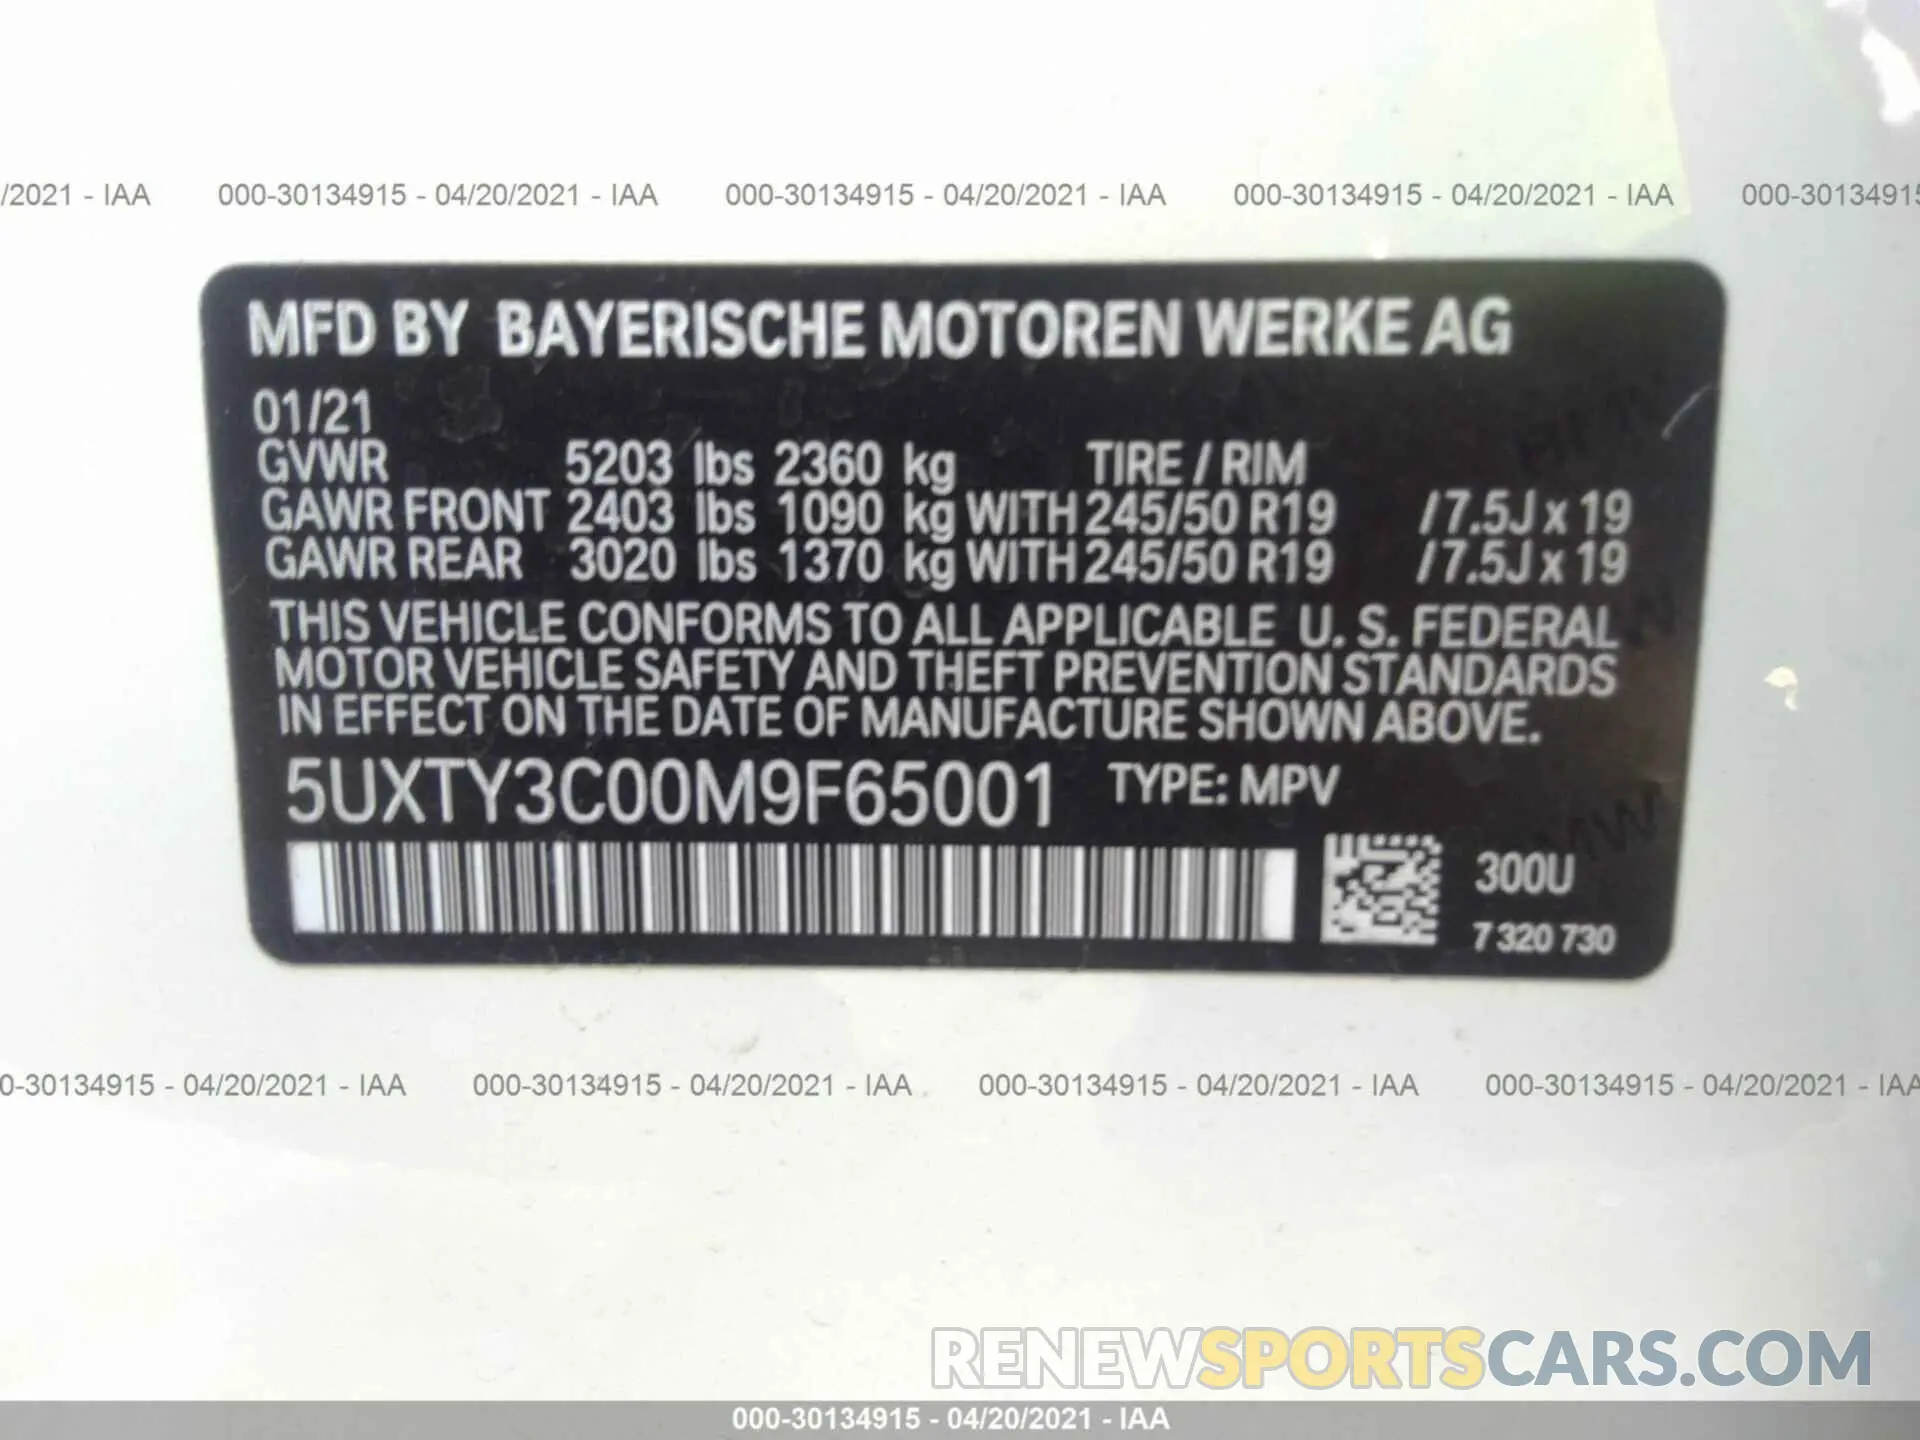 /2021 - IAA 000-30134915 - 04/20/2021 - IAA 000-30134915 - 04/20/2021 - IAA 000-30134915 - 04/20/2021 - IAA 000-30134915
MFD BY BAYERISCHE MOTOREN WERKE AG
01/21
GVWR 5203 lbs 2360 kg TIRE / RIM
GAWR FRONT 2403 lbs 1090 kg WITH 245/50 R19 /7.5J x 19
GAWR REAR 3020 lbs 1370 kg WITH 245/50 R19 /7.5J x 19
THIS VEHICLE CONFORMS TO ALL APPLICABLE U. S. FEDERAL
MOTOR VEHICLE SAFETY AND THEFT PREVENTION STANDARDS
IN EFFECT ON THE DATE OF MANUFACTURE SHOWN ABOVE.
5UXTY3C00M9F65001 TYPE: MPV
300U
7 320 730
0-30134915 - 04/20/2021 - IAA 000-30134915 - 04/20/2021 - IAA 000-30134915 - 04/20/2021 - IAA 000-30134915 - 04/20/2021 - IAA
RENEWSPORTSCARS.COM
000-30134915 - 04/20/2021 - IAA